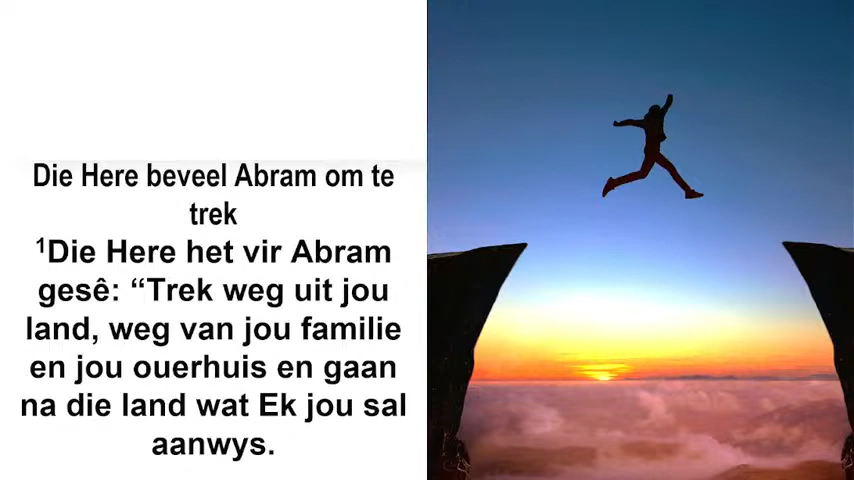 Die Here beveel Abram om te
trek
¹Die Here het vir Abram
gesê: “Trek weg uit jou
land, weg van jou familie
en jou ouerhuis en gaan
na die land wat Ek jou sal
aanwys.